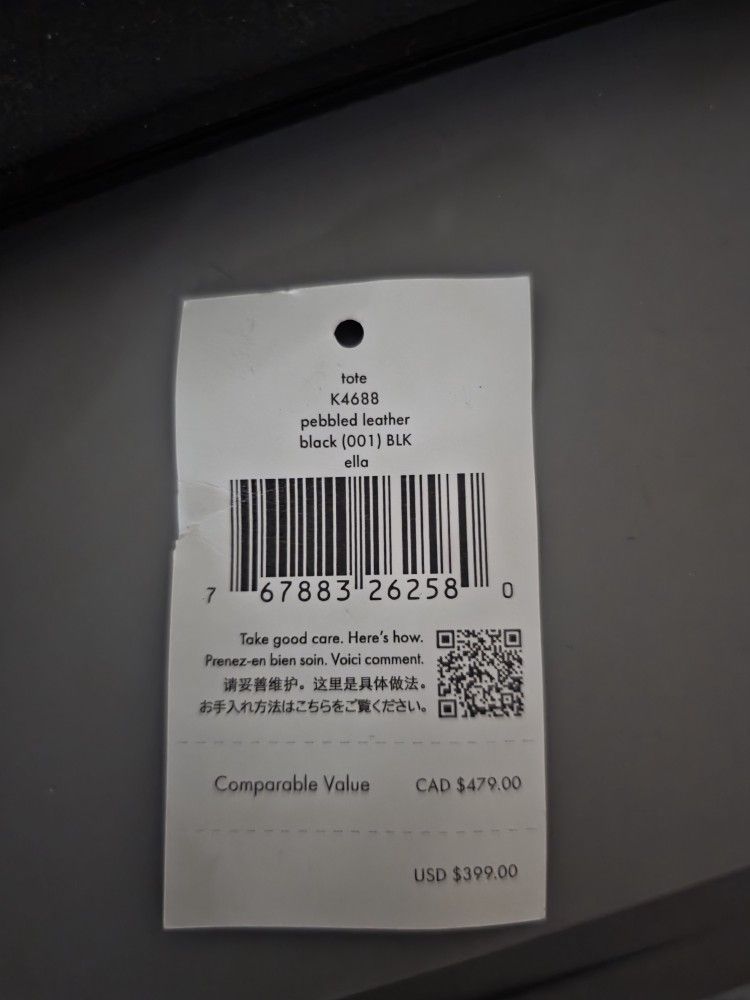 tote
K4688
pebbled leather
black (001) BLK
ella
7 67883 26258 0
Take good care. Here's how.
Prenez-en bien soin. Voici comment.
请妥善维护。这里是具体做法。
お手入れ方法はこちらをご覧ください。
Comparable Value CAD $479.00
USD $399.00